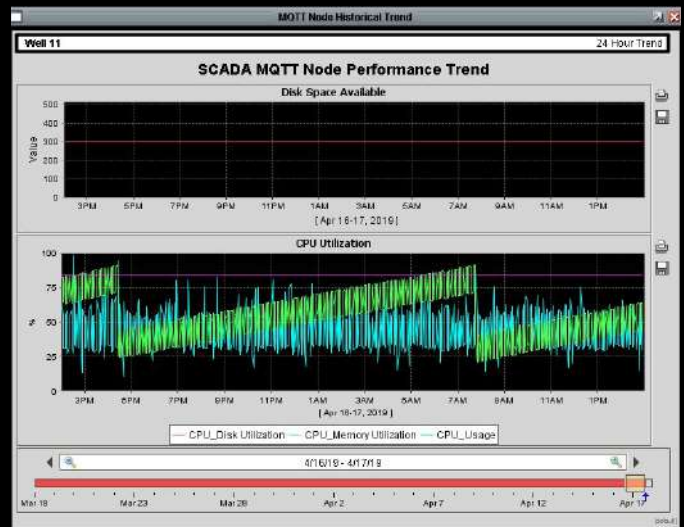 MQTT Node Historical Trend
Well 11
24 Hour Trend
SCADA MQTT Node Performance Trend
Disk Space Available
500
400
300
200
100
0
Value
3PM 5PM 7PM 9PM 11PM 1AM 3AM 5AM 7AM 9AM 11AM 1PM
[ Apr 16-17, 2019 ]
CPU Utilization
100
75
50
25
0
%
3PM 5PM 7PM 9PM 11PM 1AM 3AM 5AM 7AM 9AM 11AM 1PM
[ Apr 16-17, 2019 ]
CPU_Disk Utilization CPU_Memory Utilization CPU_Usage
4/16/19 - 4/17/19
Mar 18 Mar 23 Mar 28 Apr 2 Apr 7 Apr 12 Apr 17